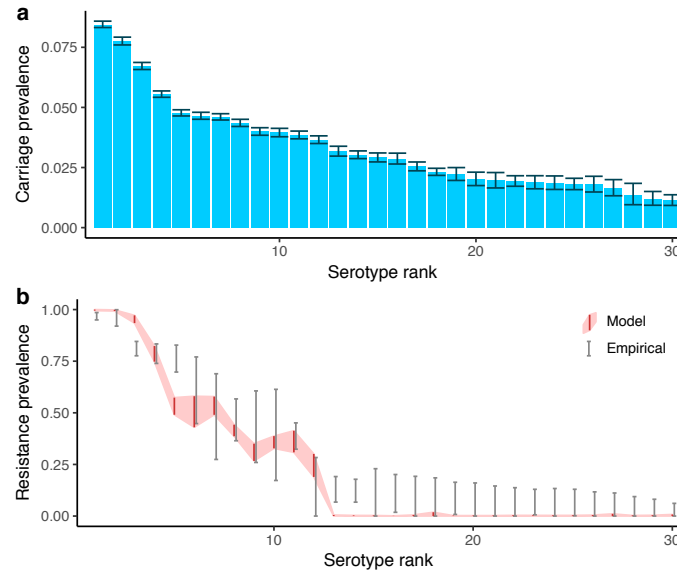 a
Carriage prevalence
0.075
0.050
0.025
0.000
10
20
30
Serotype rank
b
Resistance prevalence
1.00
0.75
0.50
0.25
0.00
Model
Empirical
10
20
30
Serotype rank